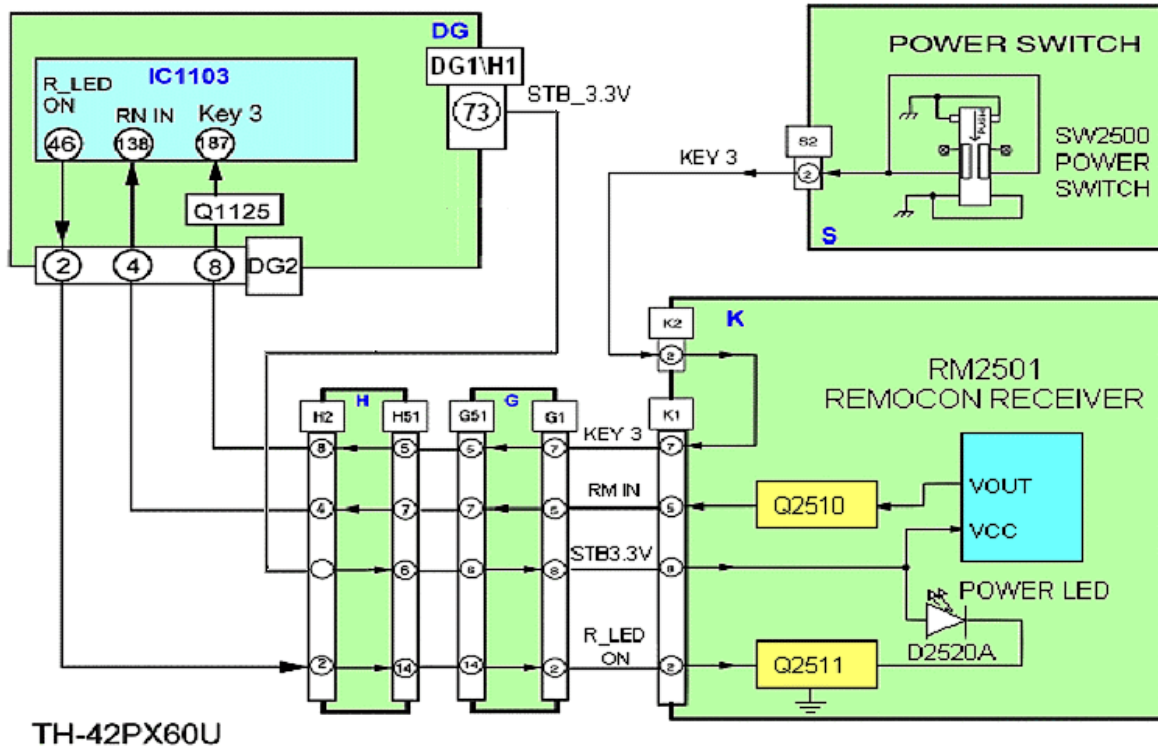 DG
IC1103
R_LED
ON
RN IN
Key 3
46
138
187
Q1125
2
4
8
DG2
DG1\H1
73
STB_3.3V
POWER SWITCH
PUSH
SW2500
POWER
SWITCH
S2
2
KEY 3
S
K2
2
K
RM2501
REMOCON RECEIVER
H
G
H2
H51
G51
G1
K1
8
5
5
7
KEY 3
7
4
7
7
5
RM IN
5
Q2510
VOUT
VCC
6
6
8
STB3.3V
8
POWER LED
D2520A
2
14
14
2
R_LED
ON
2
Q2511
TH-42PX60U